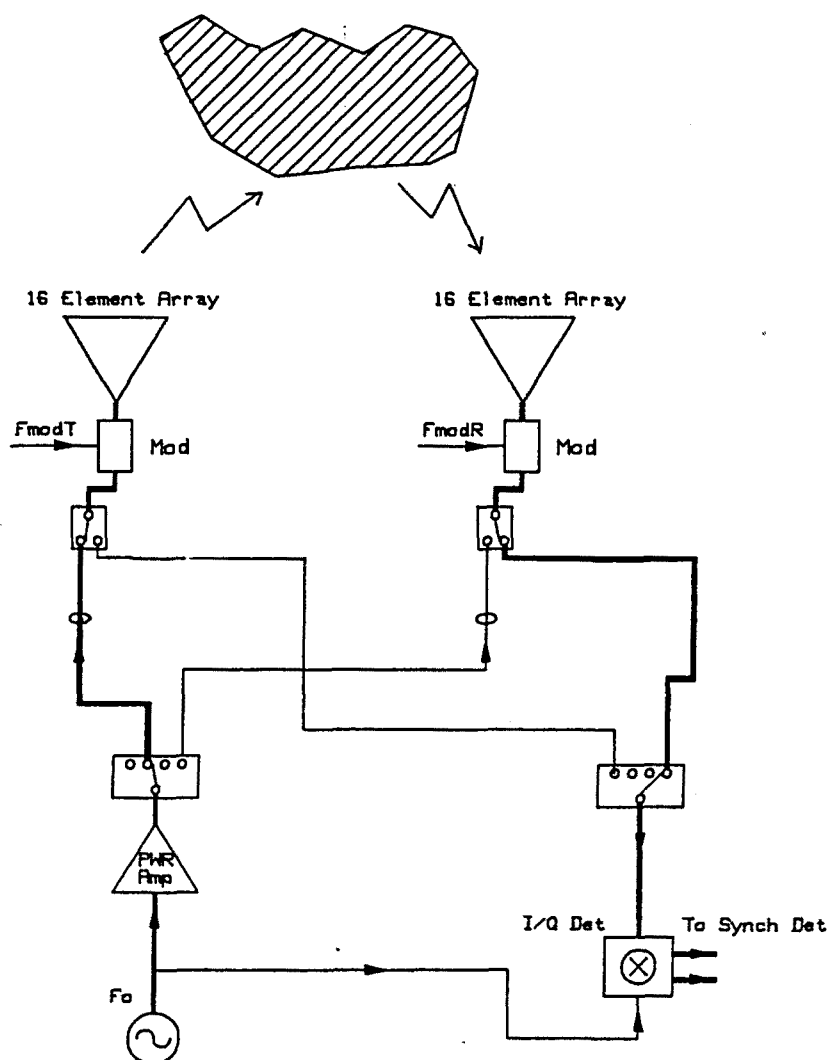 16 Element Array
16 Element Array
FmodT
Mod
FmodR
Mod
PWR
Amp
I/Q Det
To Synch Det
Fo